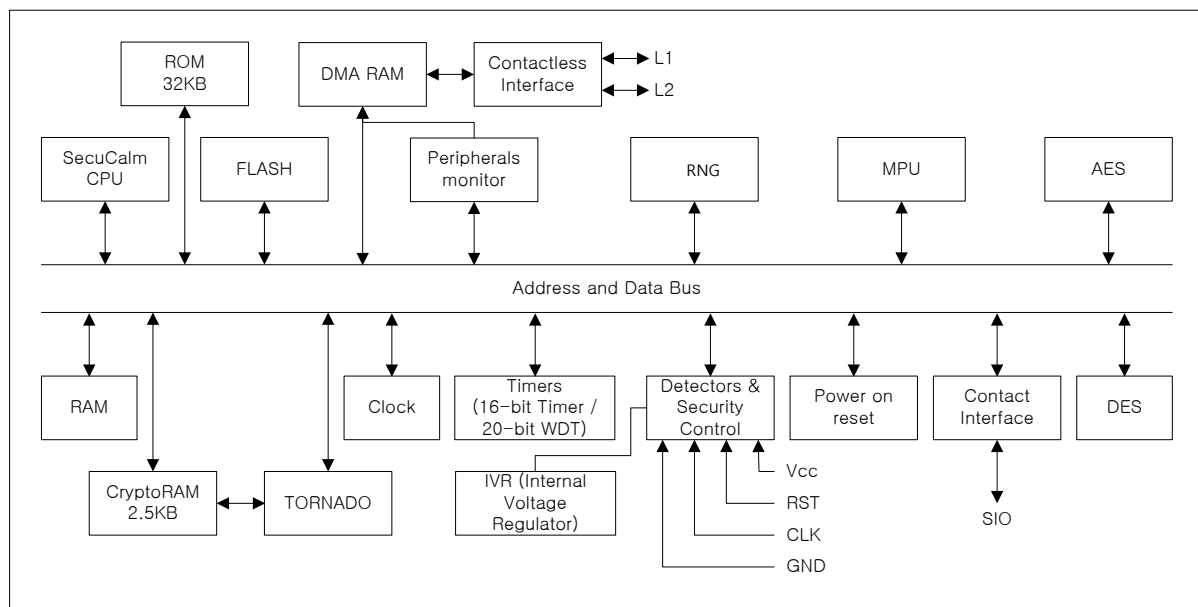 ROM
32KB
DMA RAM
Contactless
Interface
L1
L2
SecuCalm
CPU
FLASH
Peripherals
monitor
RNG
MPU
AES
Address and Data Bus
RAM
Clock
Timers
(16-bit Timer /
20-bit WDT)
Detectors &
Security
Control
Power on
reset
Contact
Interface
DES
CryptoRAM
2.5KB
TORNADO
IVR (Internal
Voltage
Regulator)
Vcc
RST
CLK
GND
SIO